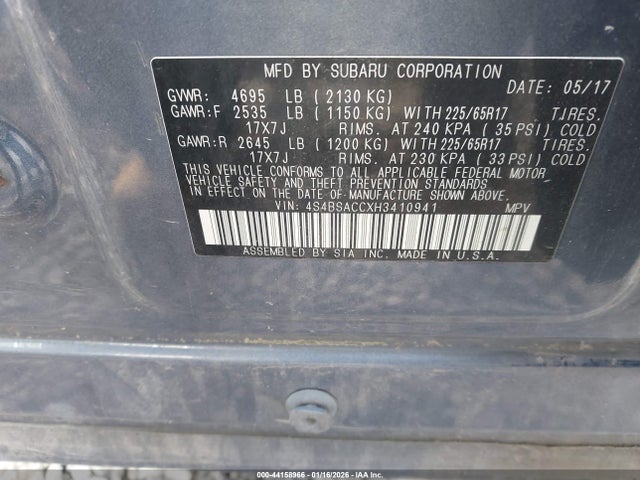 MFD BY SUBARU CORPORATION
DATE: 05/17
GVWR: 4695 LB ( 2130 KG)
GAWR:F 2535 LB ( 1150 KG) WITH 225/65R17 TIRES.
17X7J RIMS. AT 240 KPA ( 35 PSI) COLD
GAWR:R 2645 LB ( 1200 KG) WITH 225/65R17 TIRES.
17X7J RIMS. AT 230 KPA ( 33 PSI) COLD
THIS VEHICLE CONFORMS TO ALL APPLICABLE FEDERAL MOTOR
VEHICLE SAFETY AND THEFT PREVENTION STANDARDS IN
EFFECT ON THE DATE OF MANUFACTURE SHOWN ABOVE.
VIN: 4S4BSACCXH3410941 MPV
ASSEMBLED BY SIA INC. MADE IN U.S.A.
000-44158966 | 01/16/2026 | IAA Corp.